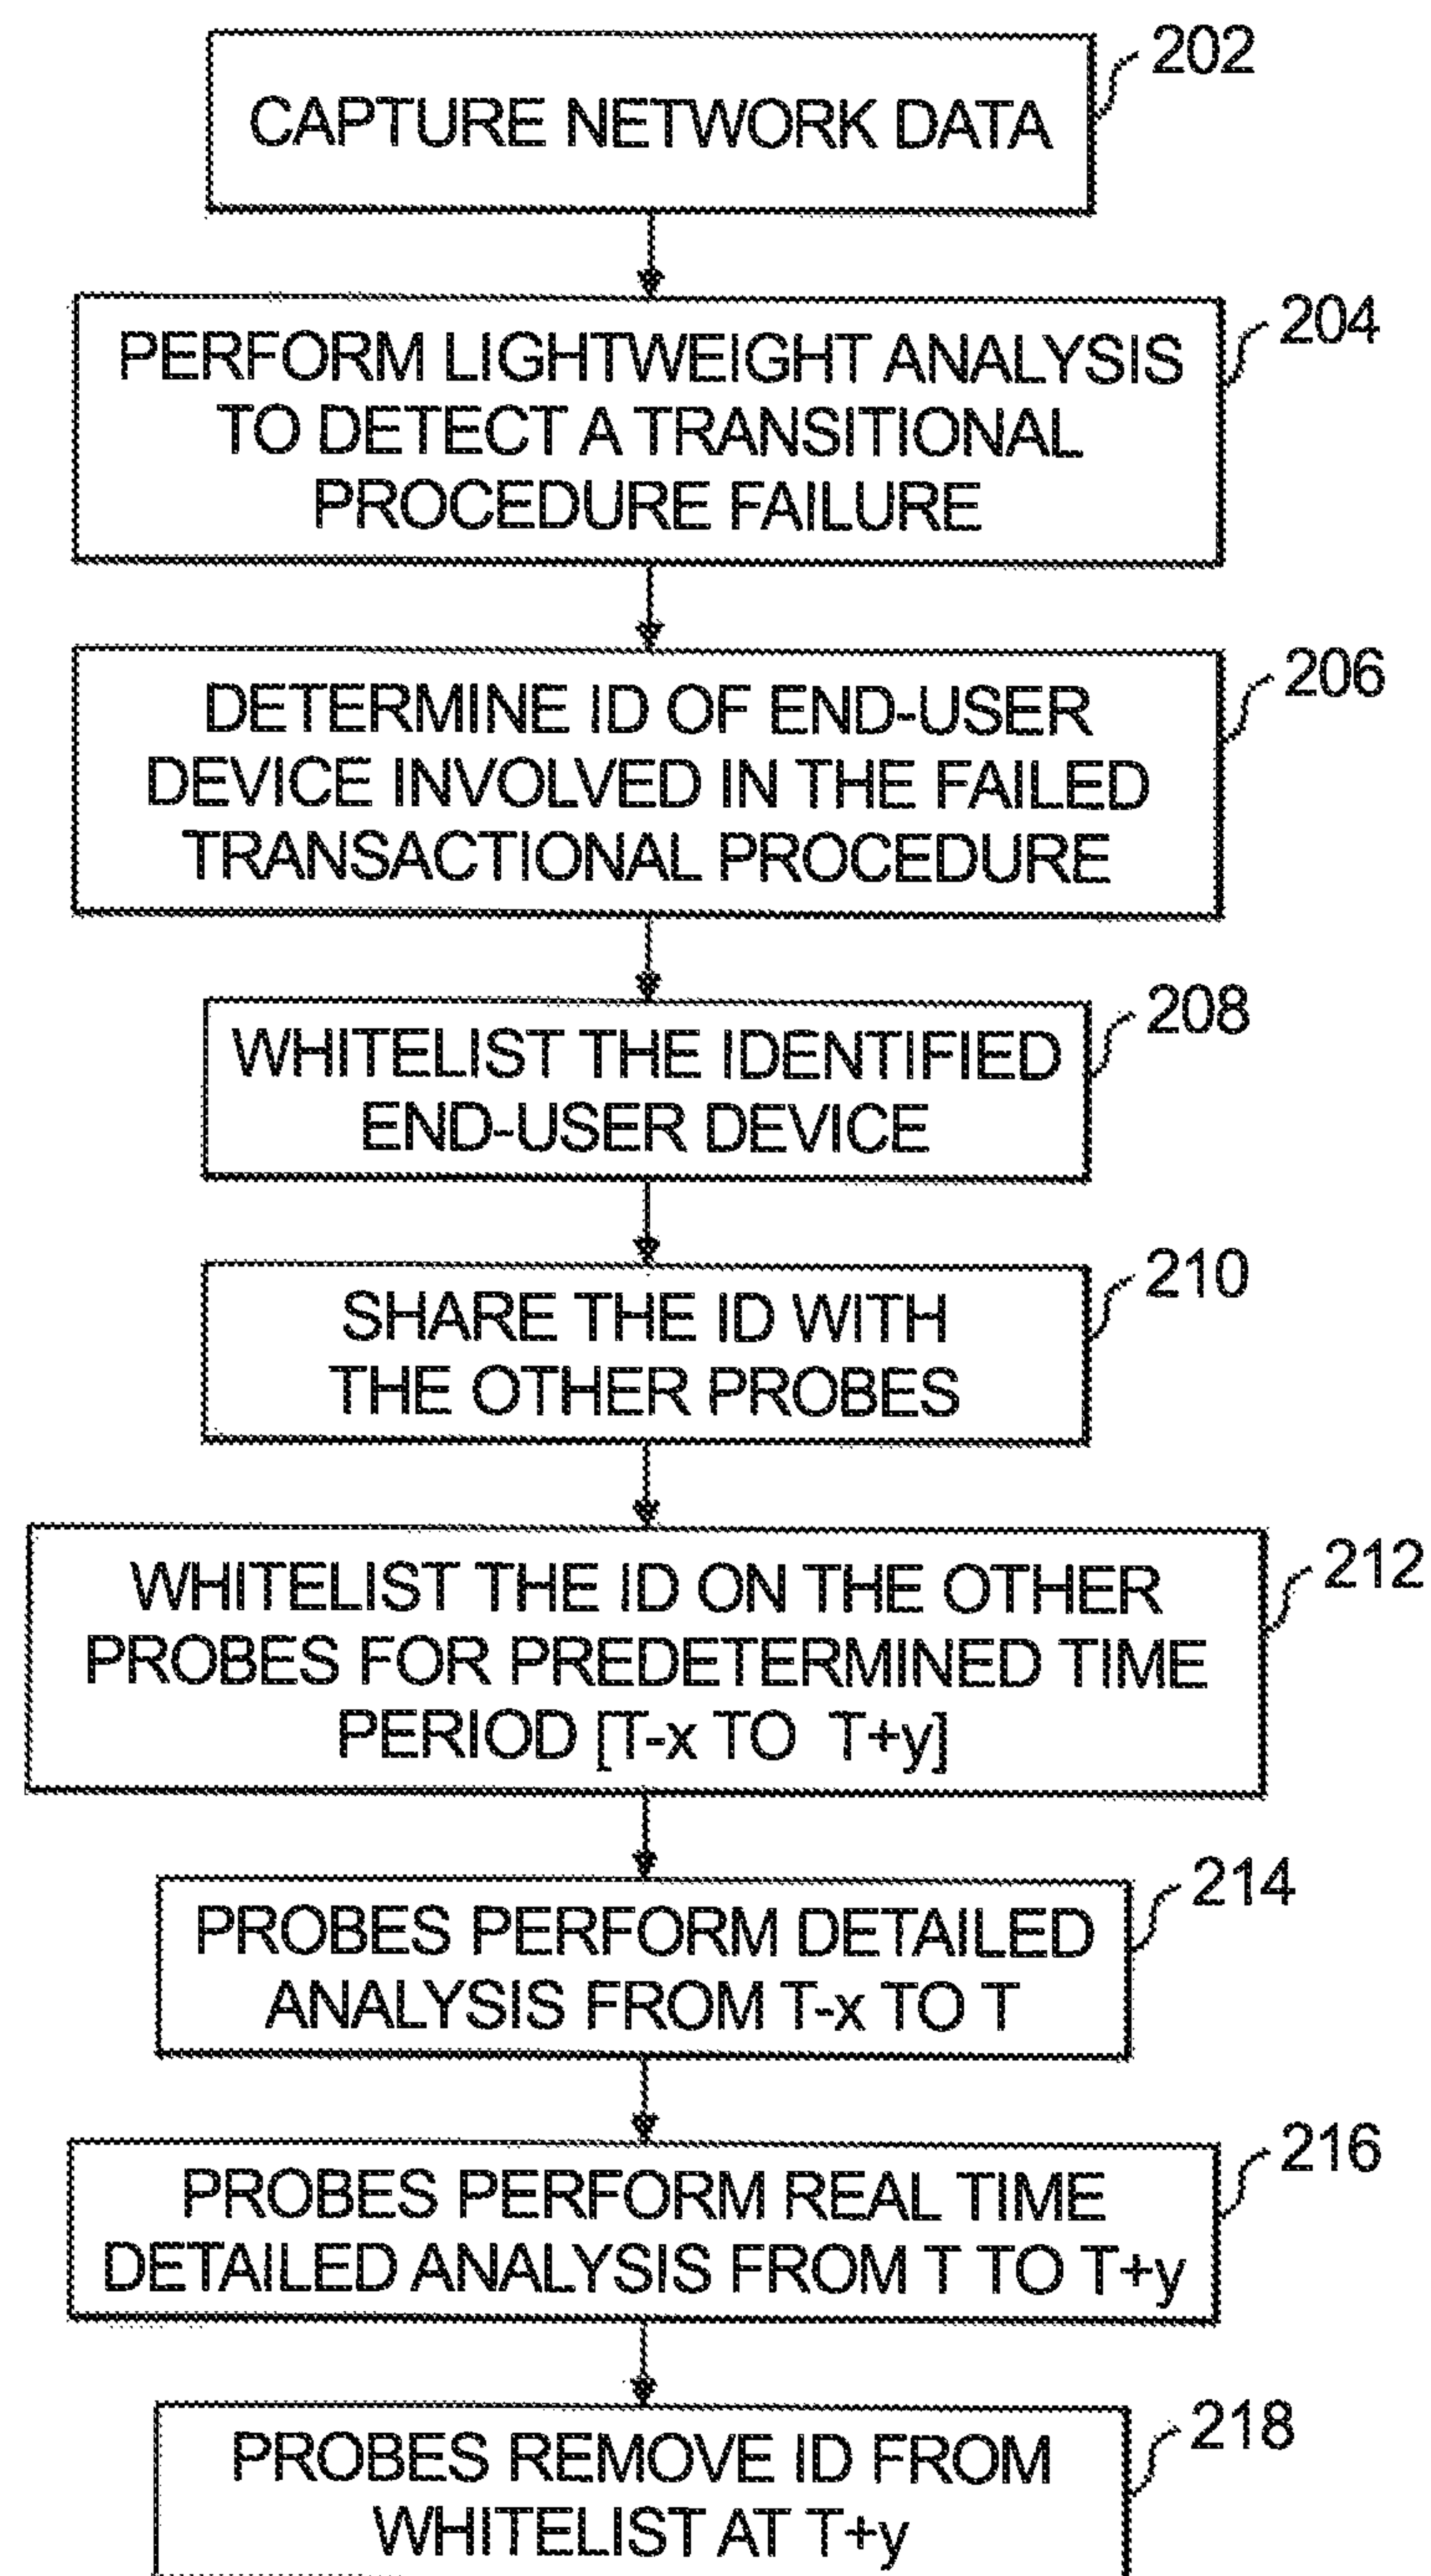 202
CAPTURE NETWORK DATA
204
PERFORM LIGHTWEIGHT ANALYSIS
TO DETECT A TRANSITIONAL
PROCEDURE FAILURE
206
DETERMINE ID OF END-USER
DEVICE INVOLVED IN THE FAILED
TRANSACTIONAL PROCEDURE
208
WHITELIST THE IDENTIFIED
END-USER DEVICE
210
SHARE THE ID WITH
THE OTHER PROBES
212
WHITELIST THE ID ON THE OTHER
PROBES FOR PREDETERMINED TIME
PERIOD [T-x TO T+y]
214
PROBES PERFORM DETAILED
ANALYSIS FROM T-x TO T
216
PROBES PERFORM REAL TIME
DETAILED ANALYSIS FROM T TO T+y
218
PROBES REMOVE ID FROM
WHITELIST AT T+y